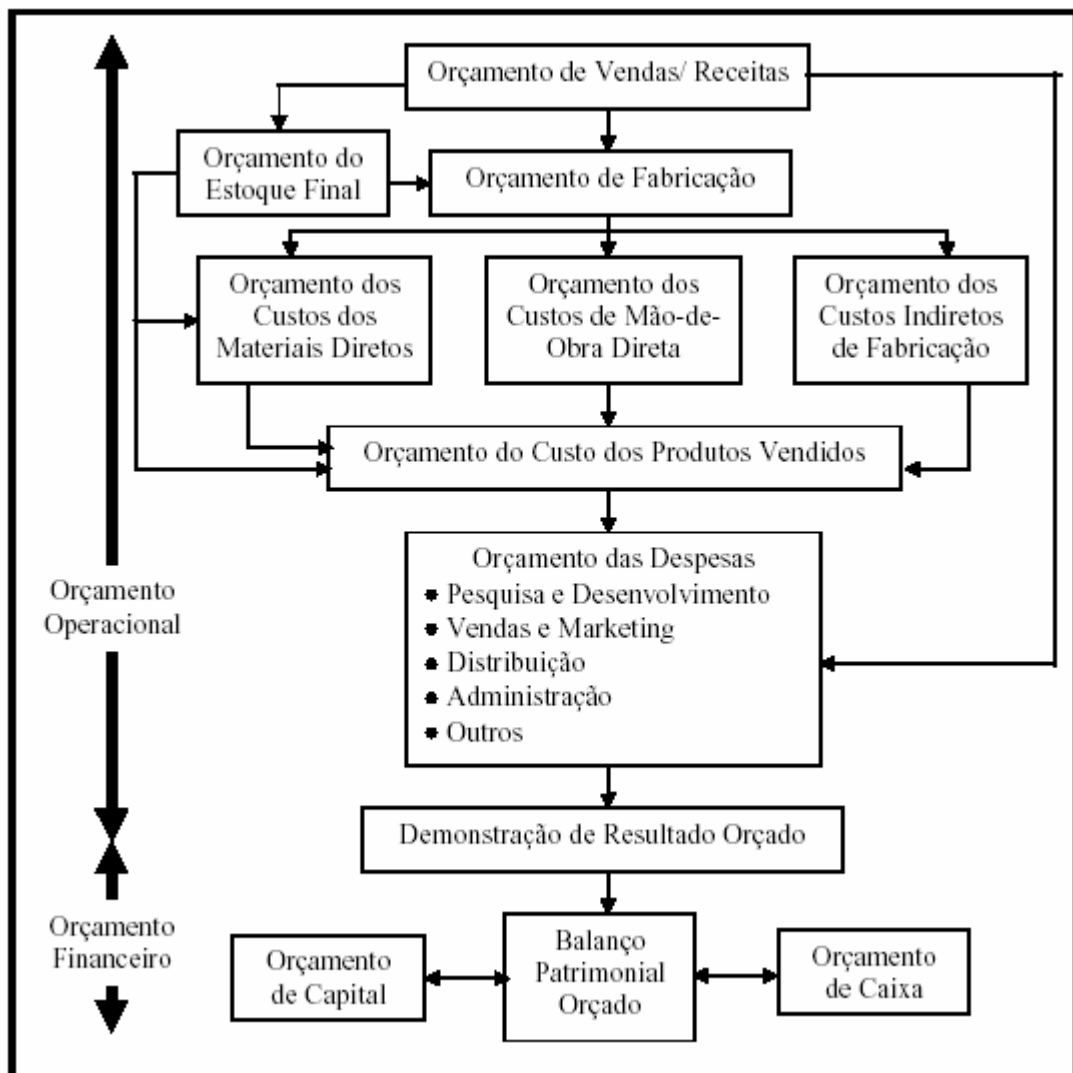 Orçamento de Vendas/ Receitas
Orçamento do
Estoque Final
Orçamento de Fabricação
Orçamento dos
Custos dos
Materiais Diretos
Orçamento dos
Custos de Mão-de-
Obra Direta
Orçamento dos
Custos Indiretos
de Fabricação
Orçamento do Custo dos Produtos Vendidos
Orçamento das Despesas
● Pesquisa e Desenvolvimento
● Vendas e Marketing
● Distribuição
● Administração
● Outros
Orçamento
Operacional
Demonstração de Resultado Orçado
Orçamento
Financeiro
Orçamento
de Capital
Balanço
Patrimonial
Orçado
Orçamento
de Caixa